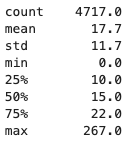 count 4717.0
mean 17.7
std 11.7
min 0.0
25% 10.0
50% 15.0
75% 22.0
max 267.0